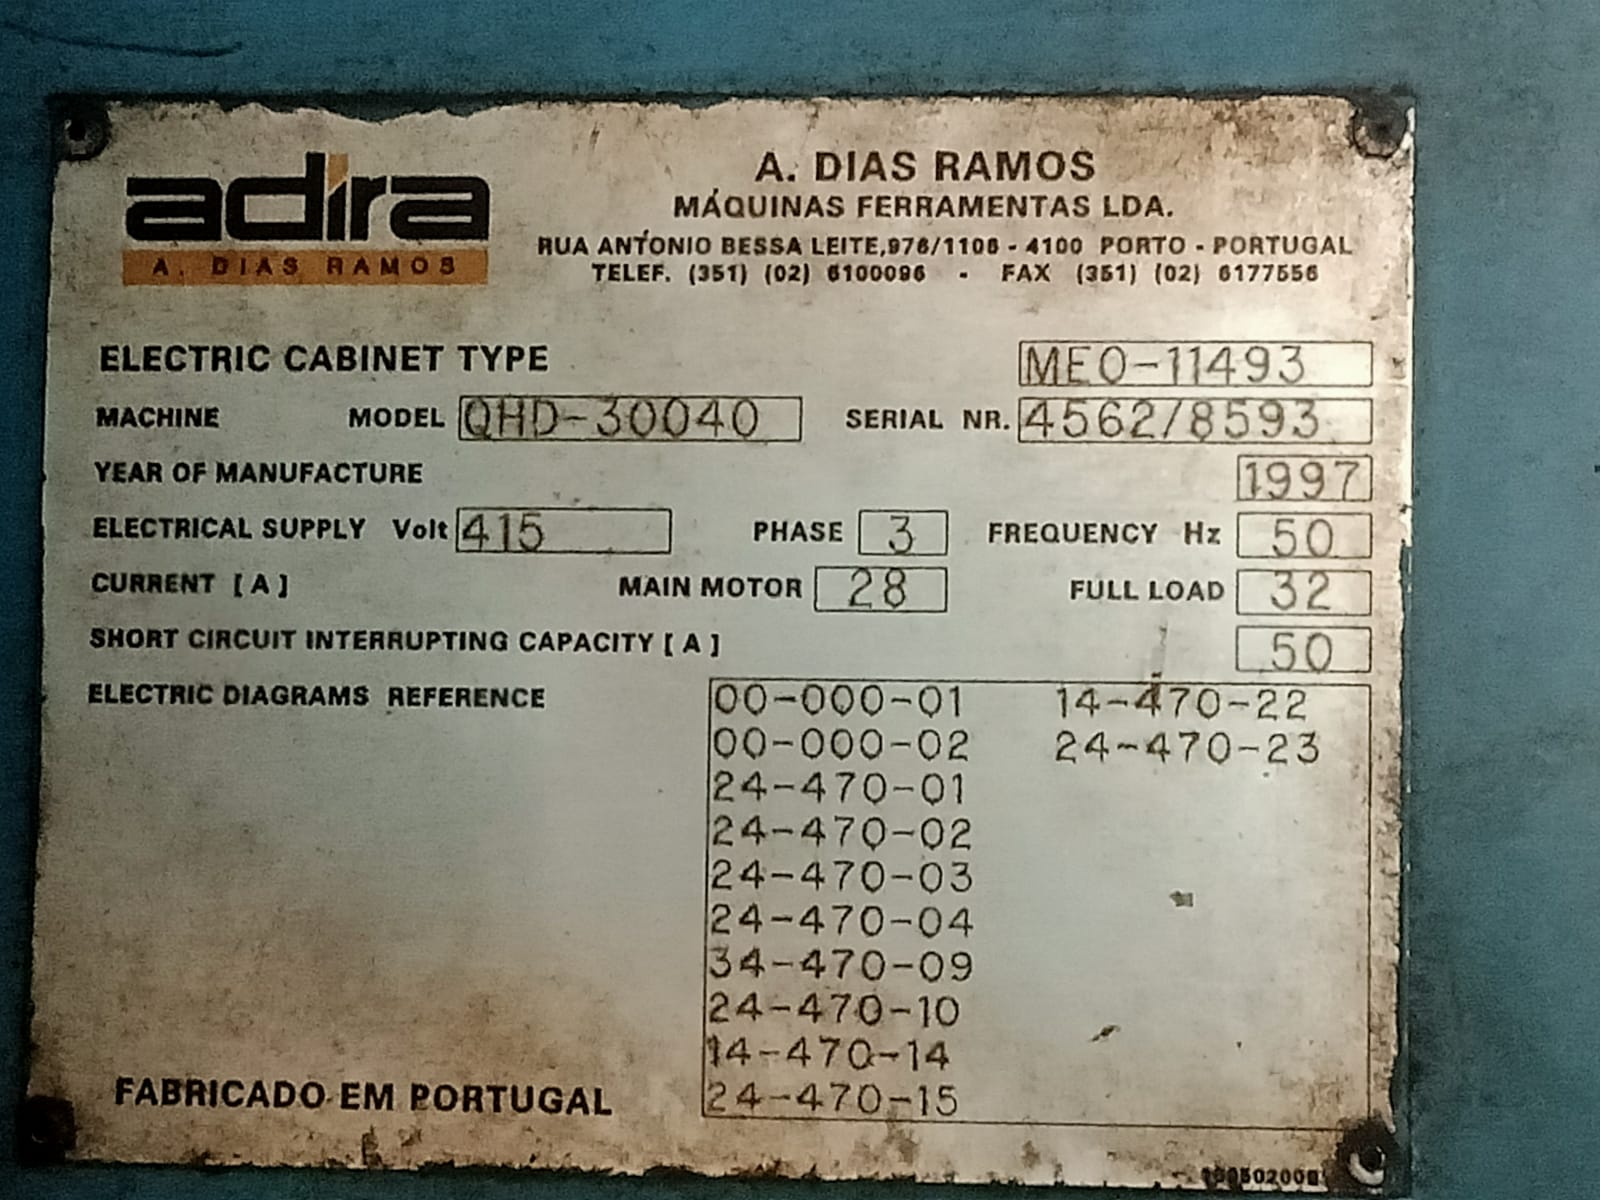 adira
A. DIAS RAMOS
A. DIAS RAMOS
MÁQUINAS FERRAMENTAS LDA.
RUA ANTÓNIO BESSA LEITE,976/1106 - 4100 PORTO - PORTUGAL
TELEF. (351) (02) 6100096 - FAX (351) (02) 6177556
ELECTRIC CABINET TYPE MEO-11493
MACHINE MODEL QHD-30040 SERIAL NR. 4562/8593
YEAR OF MANUFACTURE 1997
ELECTRICAL SUPPLY Volt 415 PHASE 3 FREQUENCY Hz 50
CURRENT [A] MAIN MOTOR 28 FULL LOAD 32
SHORT CIRCUIT INTERRUPTING CAPACITY [A] 50
ELECTRIC DIAGRAMS REFERENCE 00-000-01 14-470-22
00-000-02 24-470-23
24-470-01
24-470-02
24-470-03
24-470-04
34-470-09
24-470-10
14-470-14
24-470-15
FABRICADO EM PORTUGAL